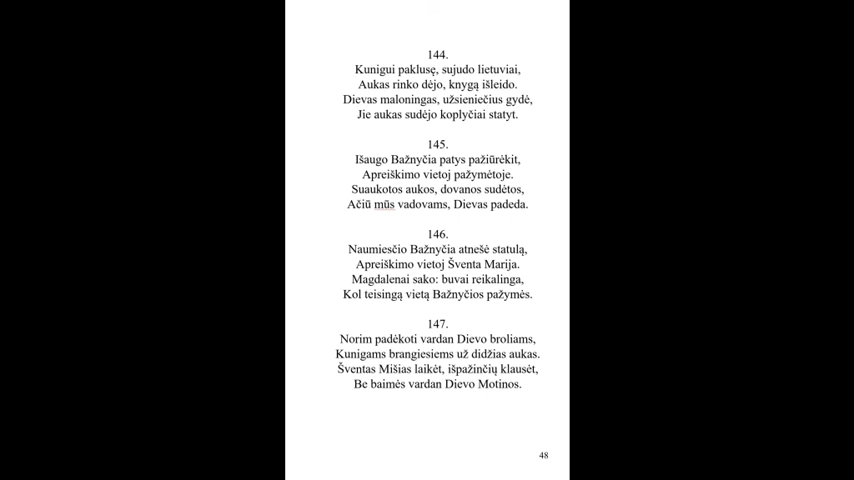 144.
Kunigui paklusę, sujudo lietuviai,
Aukas rinko dėjo, knygą išleido.
Dievas maloningas, užsieniečius gydė,
Jie aukas sudėjo koplyčiai statyt.
145.
Išaugo Bažnyčia patys pažiūrėkit,
Apreiškimo vietoj pažymėtoje.
Suaukotos aukos, dovanos sudėtos,
Ačiū mūs vadovams, Dievas padeda.
146.
Naumiesčio Bažnyčia atnešė statulą,
Apreiškimo vietoj Šventa Marija.
Magdalenai sako: buvai reikalinga,
Kol teisingą vietą Bažnyčios pažymės.
147.
Norim padėkoti vardan Dievo broliams,
Kunigams brangiesiems už didžias aukas.
Šventas Mišias laikėt, išpažinčių klausėt,
Be baimės vardan Dievo Motinos.
48